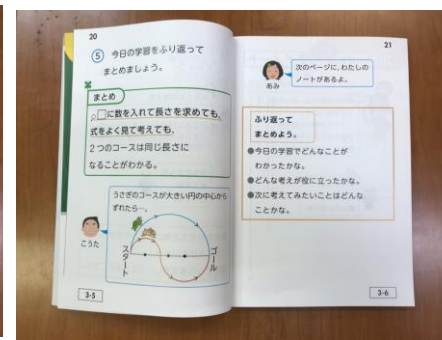 20
⑤ 今日の学習をふり返って
まとめましょう。
まとめ
□に数を入れて長さを求めても、
式をよく見て考えても、
2つのコースは同じ長さに
なることがわかる。
うさぎのコースが大きい円の中心から
ずれたら…。
こうた
スタート
ゴール
3-5
21
次のページに、わたしの
ノートがあるよ。
あみ
ふり返って
まとめよう。
●今日の学習でどんなことが
わかったかな。
●どんな考えが役に立ったかな。
●次に考えてみたいことはどんな
ことかな。
3-6